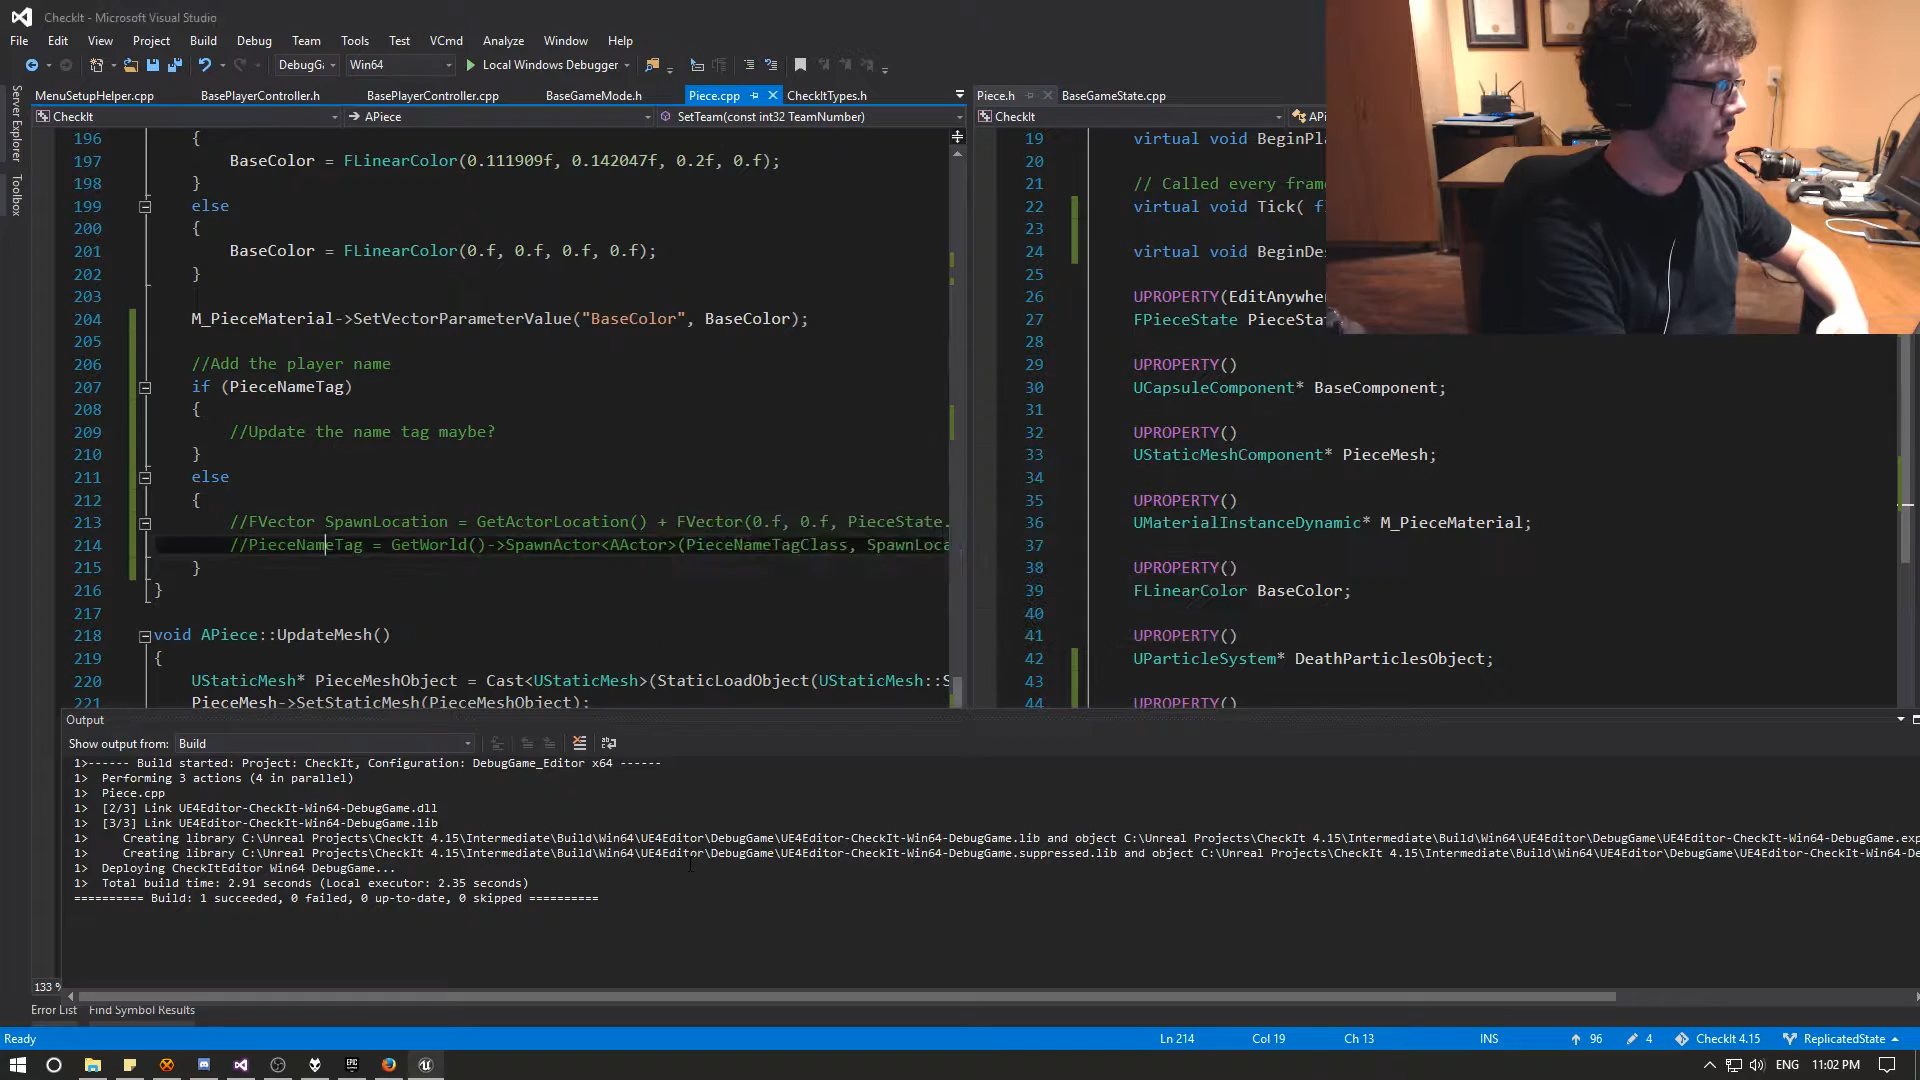 CheckIt - Microsoft Visual Studio
File Edit View Project Build Debug Team Tools Test VCmd Analyze Window Help
DebugGa Win64 Local Windows Debugger
MenuSetupHelper.cpp BasePlayerController.h BasePlayerController.cpp BaseGameMode.h Piece.cpp CheckItTypes.h Piece.h BaseGameState.cpp
CheckIt APiece SetTeam(const int32 TeamNumber) CheckIt
Server Explorer
Toolbox
196 {
197 BaseColor = FLinearColor(0.111909f, 0.142047f, 0.2f, 0.f);
198 }
199 else
200 {
201 BaseColor = FLinearColor(0.f, 0.f, 0.f, 0.f);
202 }
203
204 M_PieceMaterial->SetVectorParameterValue("BaseColor", BaseColor);
205
206 //Add the player name
207 if (PieceNameTag)
208 {
209 //Update the name tag maybe?
210 }
211 else
212 {
213 //FVector SpawnLocation = GetActorLocation() + FVector(0.f, 0.f, PieceState.
214 //PieceNameTag = GetWorld()->SpawnActor<AActor>(PieceNameTagClass, SpawnLoca
215 }
216 }
217
218 void APiece::UpdateMesh()
219 {
220 UStaticMesh* PieceMeshObject = Cast<UStaticMesh>(StaticLoadObject(UStaticMesh::S
221 PieceMesh->SetStaticMesh(PieceMeshObject);
19 virtual void BeginPl
20
21 // Called every fram
22 virtual void Tick( f
23
24 virtual void BeginDe
25
26 UPROPERTY(EditAnywher
27 FPieceState PieceStat
28
29 UPROPERTY()
30 UCapsuleComponent* BaseComponent;
31
32 UPROPERTY()
33 UStaticMeshComponent* PieceMesh;
34
35 UPROPERTY()
36 UMaterialInstanceDynamic* M_PieceMaterial;
37
38 UPROPERTY()
39 FLinearColor BaseColor;
40
41 UPROPERTY()
42 UParticleSystem* DeathParticlesObject;
43
44 UPROPERTY()
Output
Show output from: Build
1>------ Build started: Project: CheckIt, Configuration: DebugGame_Editor x64 ------
1> Performing 3 actions (4 in parallel)
1> Piece.cpp
1> [2/3] Link UE4Editor-CheckIt-Win64-DebugGame.dll
1> [3/3] Link UE4Editor-CheckIt-Win64-DebugGame.lib
1> Creating library C:\Unreal Projects\CheckIt 4.15\Intermediate\Build\Win64\UE4Editor\DebugGame\UE4Editor-CheckIt-Win64-DebugGame.lib and object C:\Unreal Projects\CheckIt 4.15\Intermediate\Build\Win64\UE4Editor\DebugGame\UE4Editor-CheckIt-Win64-DebugGame.exp
1> Creating library C:\Unreal Projects\CheckIt 4.15\Intermediate\Build\Win64\UE4Editor\DebugGame\UE4Editor-CheckIt-Win64-DebugGame.suppressed.lib and object C:\Unreal Projects\CheckIt 4.15\Intermediate\Build\Win64\UE4Editor\DebugGame\UE4Editor-CheckIt-Win64-De
1> Deploying CheckItEditor Win64 DebugGame...
1> Total build time: 2.91 seconds (Local executor: 2.35 seconds)
========== Build: 1 succeeded, 0 failed, 0 up-to-date, 0 skipped ==========
133 %
Error List Find Symbol Results
Ready Ln 214 Col 19 Ch 13 INS 96 4 CheckIt 4.15 ReplicatedState
ENG 11:02 PM